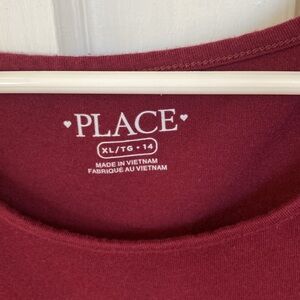 ♥PLACE♥
XL/TG • 14
MADE IN VIETNAM
FABRIQUÉ AU VIETNAM